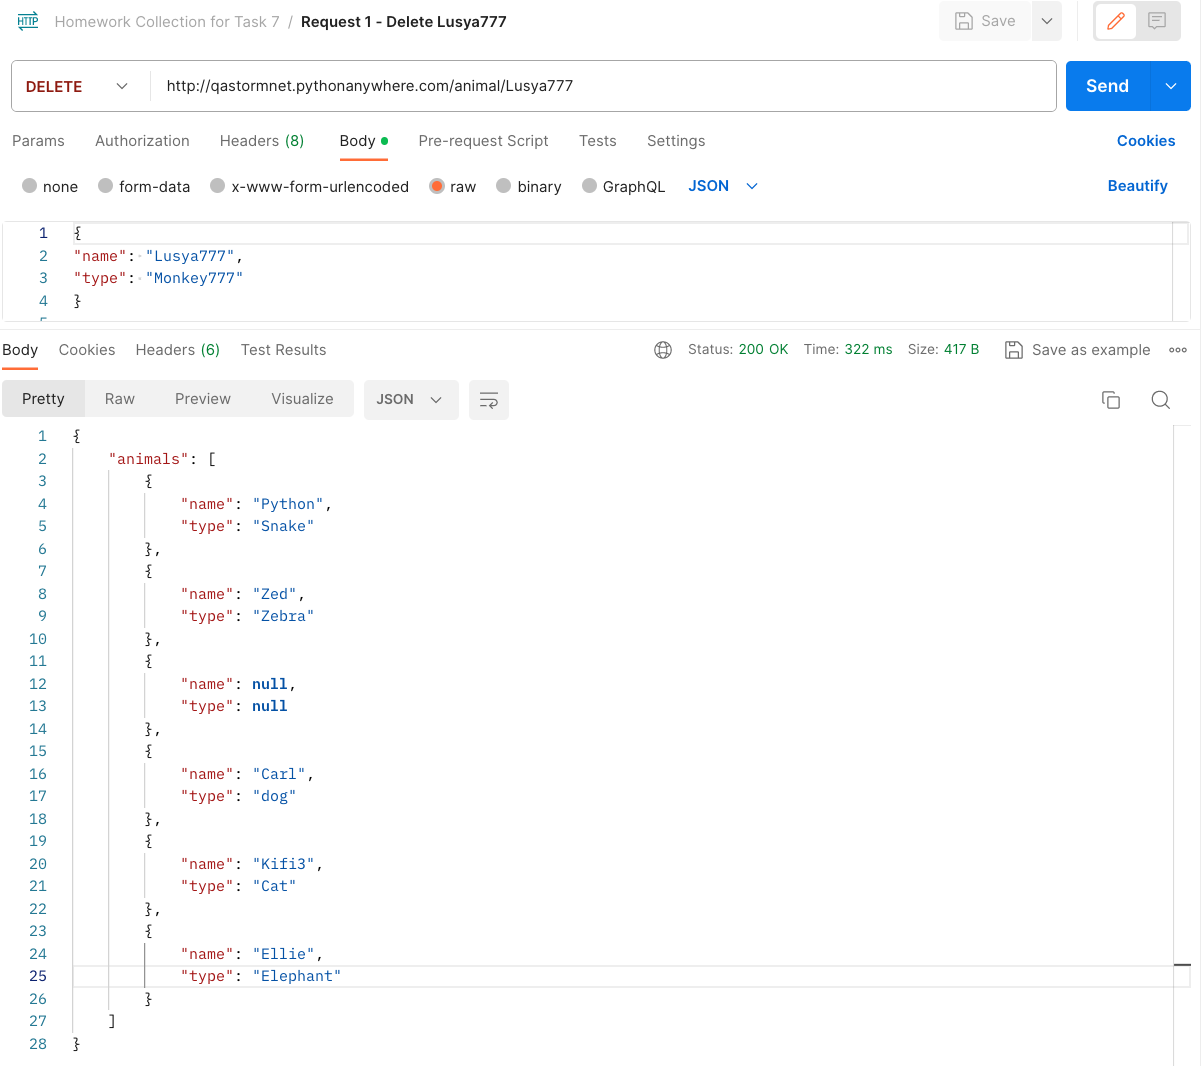 HTTP Homework Collection for Task 7 / Request 1 - Delete Lusya777 Save
DELETE http://qastormnet.pythonanywhere.com/animal/Lusya777 Send
Params Authorization Headers (8) Body Pre-request Script Tests Settings Cookies
none form-data x-www-form-urlencoded raw binary GraphQL JSON Beautify
1 {
2 "name": "Lusya777",
3 "type": "Monkey777"
4 }
5
Body Cookies Headers (6) Test Results Status: 200 OK Time: 322 ms Size: 417 B Save as example
Pretty Raw Preview Visualize JSON
1 {
2 "animals": [
3 {
4 "name": "Python",
5 "type": "Snake"
6 },
7 {
8 "name": "Zed",
9 "type": "Zebra"
10 },
11 {
12 "name": null,
13 "type": null
14 },
15 {
16 "name": "Carl",
17 "type": "dog"
18 },
19 {
20 "name": "Kifi3",
21 "type": "Cat"
22 },
23 {
24 "name": "Ellie",
25 "type": "Elephant"
26 }
27 ]
28 }